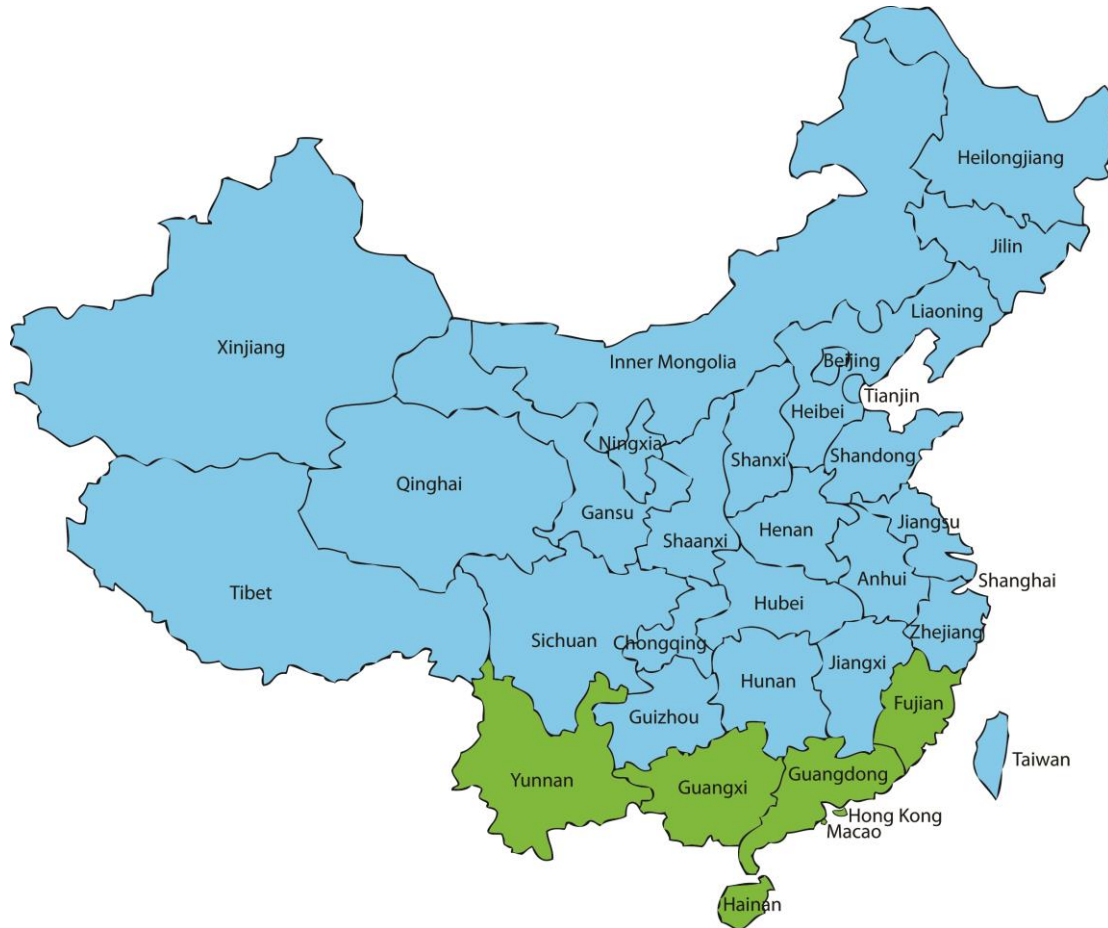 Heilongjiang
Jilin
Liaoning
Xinjiang
Inner Mongolia
Beijing
Tianjin
Heibei
Ningxia
Shanxi
Shandong
Qinghai
Gansu
Shaanxi
Henan
Jiangsu
Tibet
Anhui
Shanghai
Hubei
Sichuan
Chongqing
Zhejiang
Jiangxi
Hunan
Fujian
Guizhou
Taiwan
Yunnan
Guangxi
Guangdong
Hong Kong
Macao
Hainan